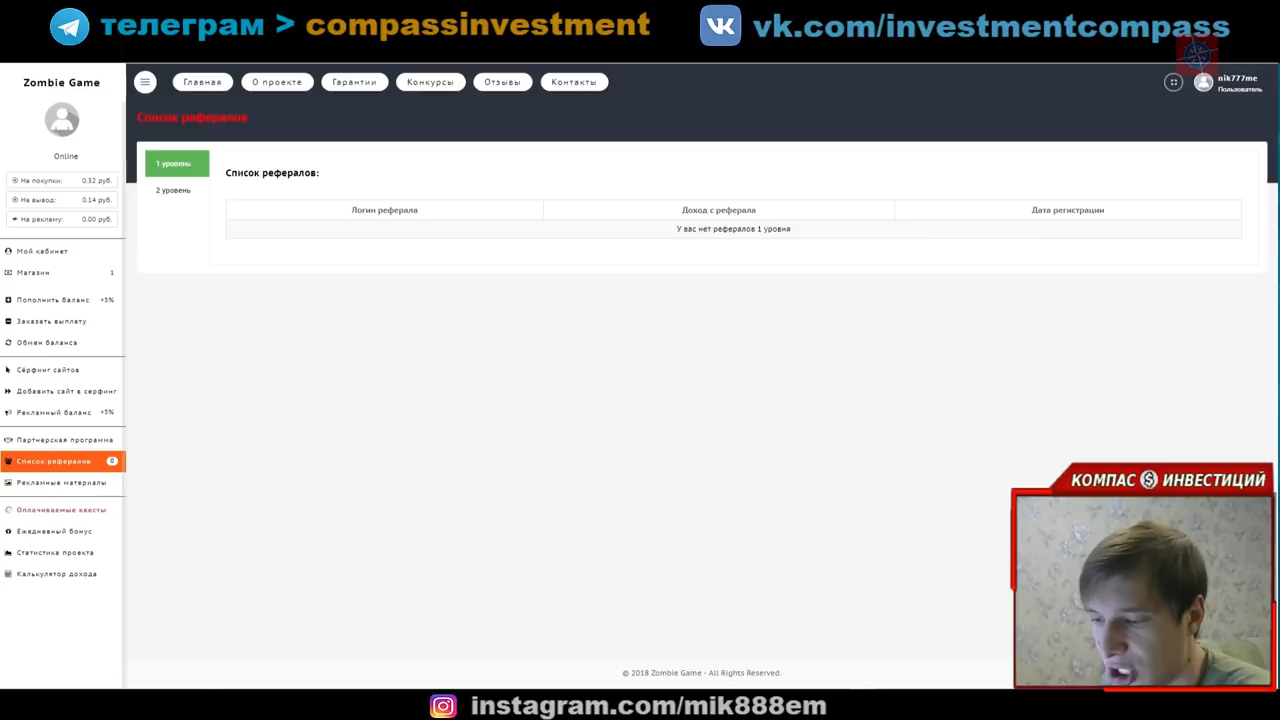 телеграм > compassinvestment
vk.com/investmentcompass
Zombie Game
Главная
О проекте
Гарантии
Конкурсы
Отзывы
Контакты
nik777me
Пользователь
Список рефералов
Online
На покупки: 0.32 руб.
На вывод: 0.14 руб.
На рекламу: 0.00 руб.
Мой кабинет
Магазин 1
Пополнить баланс +5%
Заказать выплату
Обмен баланса
Сёрфинг сайтов
Добавить сайт в серфинг
Рекламный баланс +5%
Партнерская программа
Список рефералов 0
Рекламные материалы
Оплачиваемые квесты
Ежедневный бонус
Статистика проекта
Калькулятор дохода
1 уровень
2 уровень
Список рефералов:
Логин реферала Доход с реферала Дата регистрации
У вас нет рефералов 1 уровня
КОМПАС $ ИНВЕСТИЦИЙ
© 2018 Zombie Game - All Rights Reserved.
instagram.com/mik888em